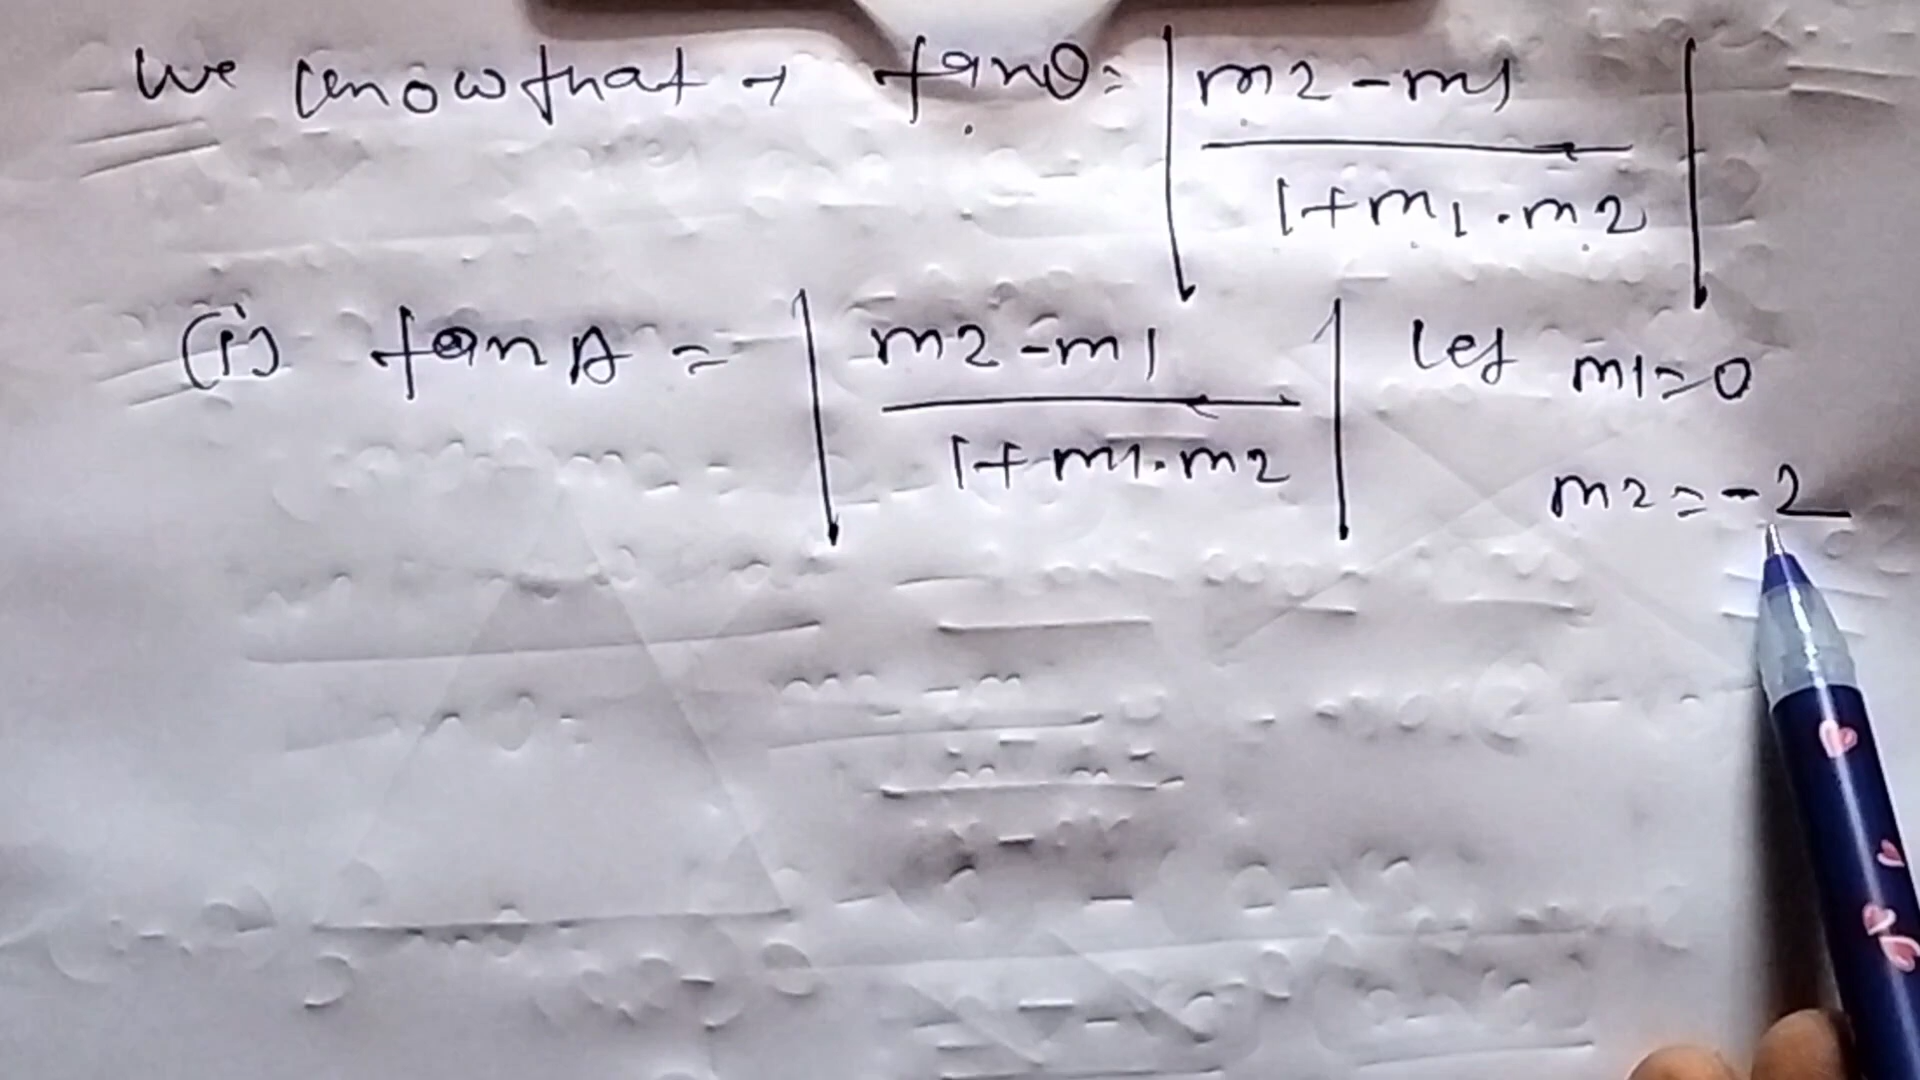 We know that → tanθ = | m2 - m1 / 1+m1.m2 |
(i) tan A = | m2 - m1 / 1+m1.m2 | let m1=0
m2 = -2